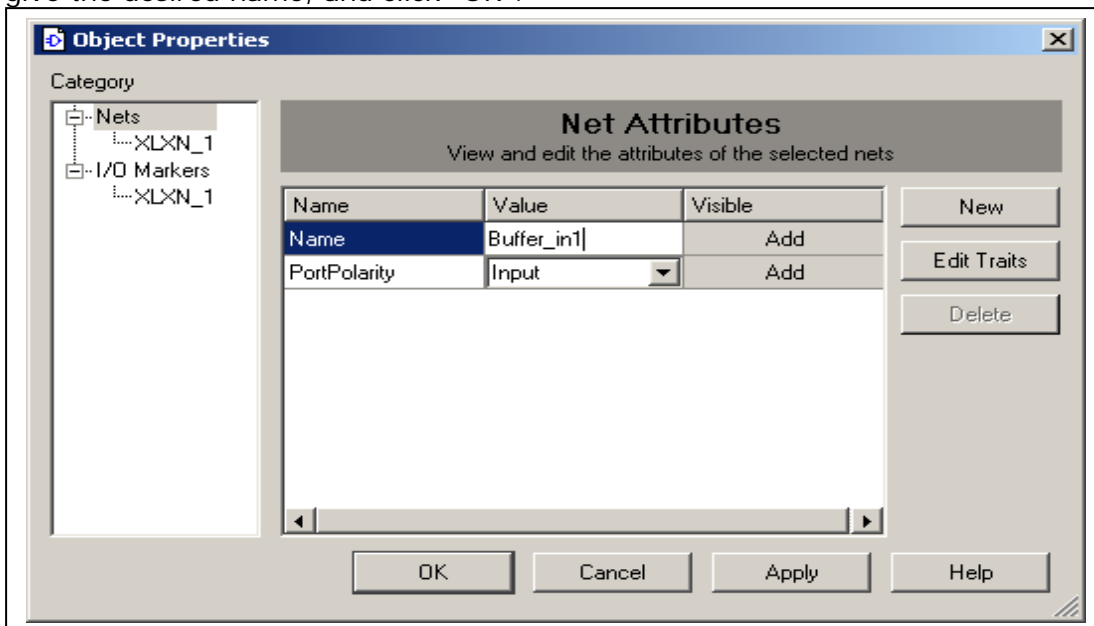 give the desired name, and click "OK".
Object Properties
Category
Nets
XLXN_1
I/O Markers
XLXN_1
Net Attributes
View and edit the attributes of the selected nets
Name Value Visible
Name Buffer_in1 Add
PortPolarity Input Add
New
Edit Traits
Delete
OK Cancel Apply Help